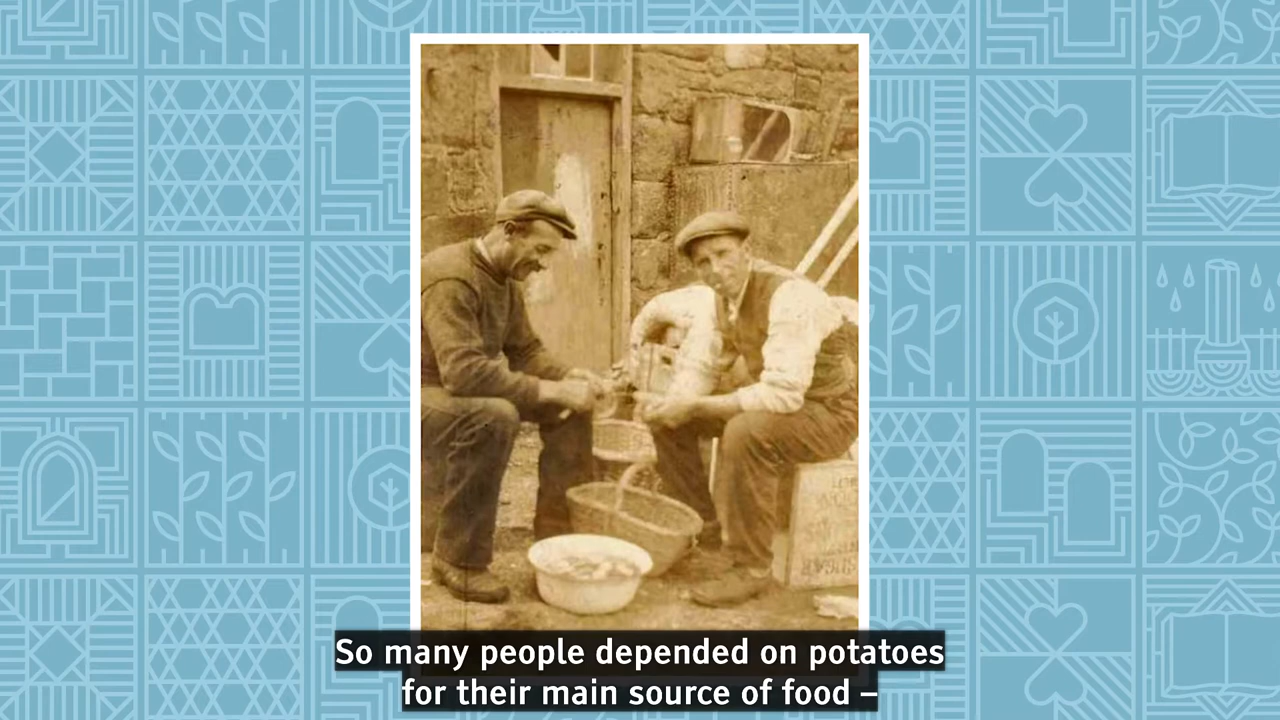 So many people depended on potatoes
for their main source of food –